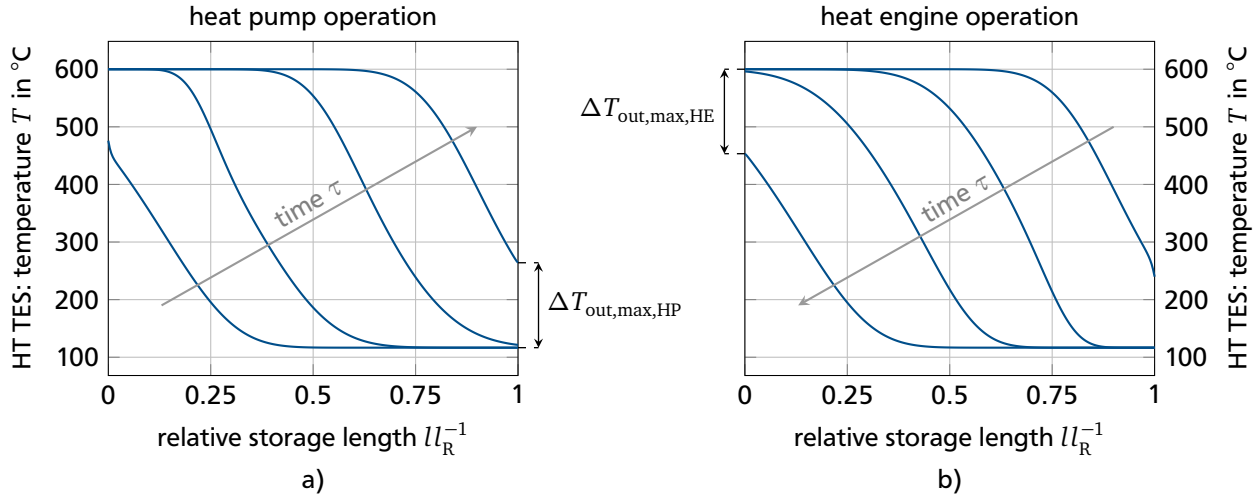 heat pump operation
HT TES: temperature T in °C
600
500
400
300
200
100
time τ
ΔT_out,max,HP
0 0.25 0.5 0.75 1
relative storage length l l_R^-1
a)
heat engine operation
ΔT_out,max,HE
time τ
600
500
400
300
200
100
HT TES: temperature T in °C
0 0.25 0.5 0.75 1
relative storage length l l_R^-1
b)